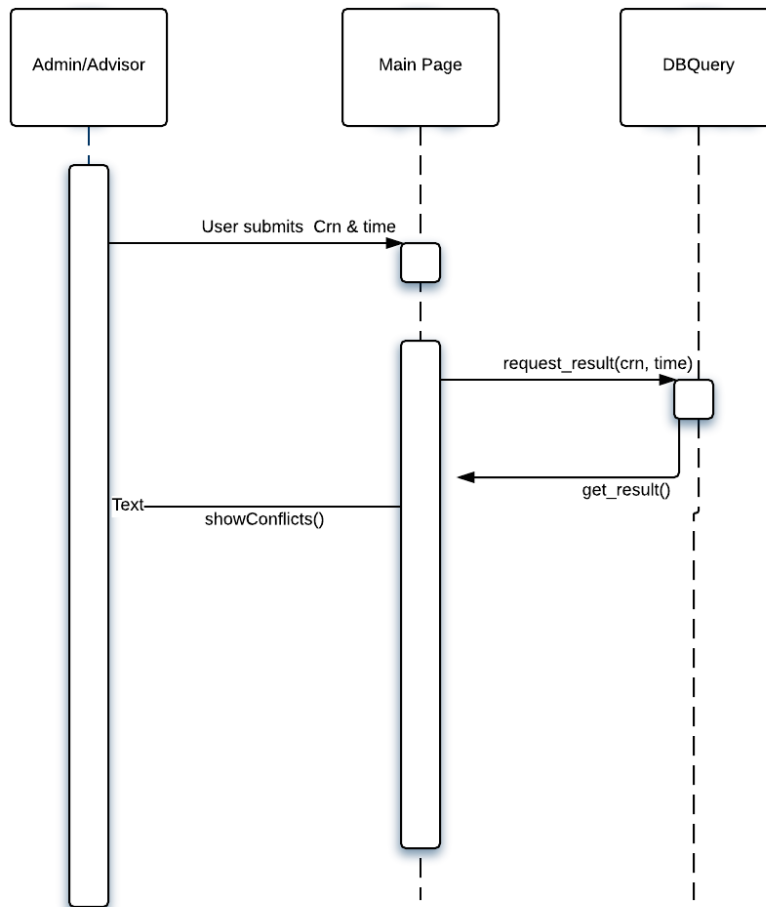 Admin/Advisor
Main Page
DBQuery
User submits  Crn & time
request_result(crn, time)
get_result()
Text
showConflicts()